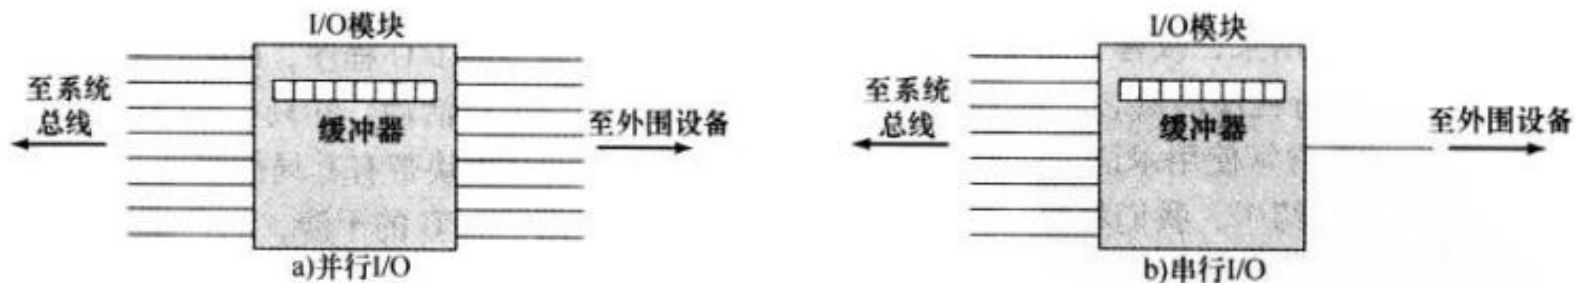 I/O模块
至系统
总线
缓冲器
至外围设备
a)并行I/O
I/O模块
至系统
总线
缓冲器
至外围设备
b)串行I/O